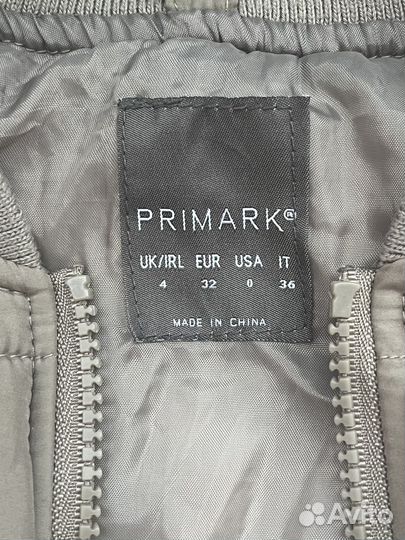 PRIMARK®
UK/IRL EUR USA IT
4 32 0 36
MADE IN CHINA
Avito